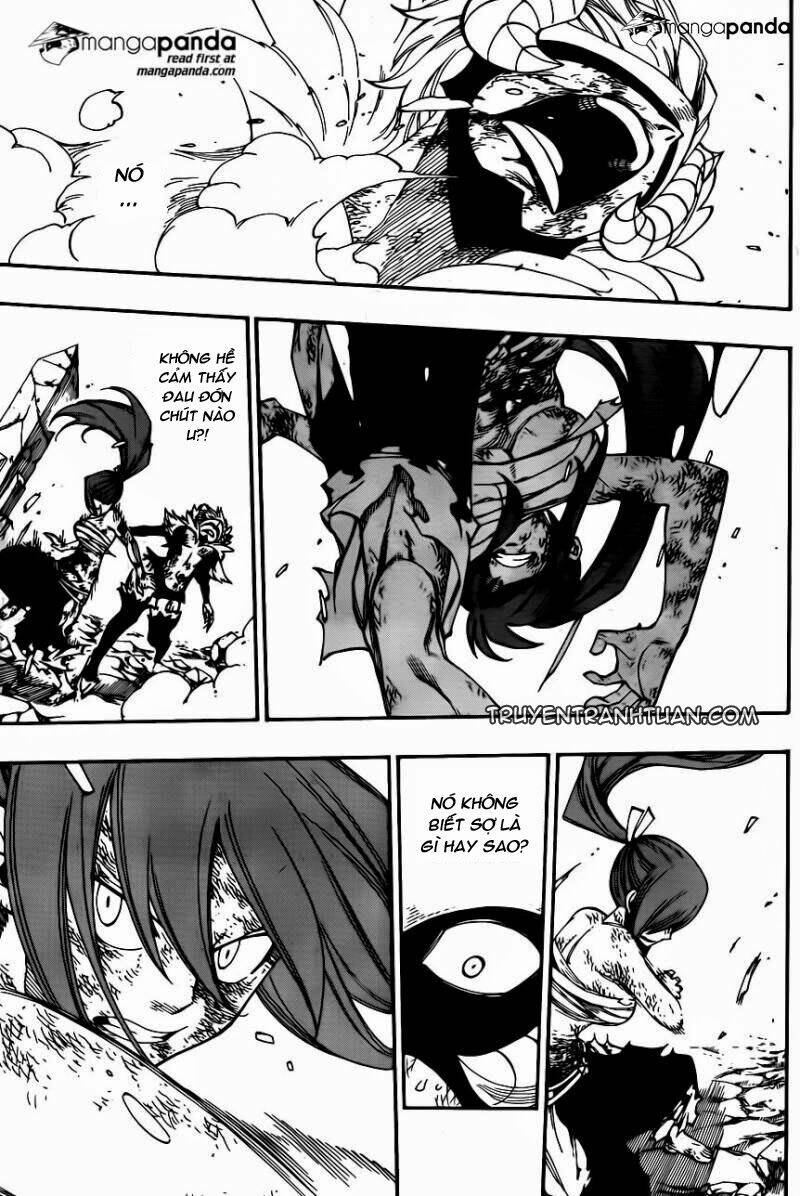 mangapanda
read first at
mangapanda.com
mangapanda
NÓ
...
KHÔNG HỀ
CẢM THẤY
ĐAU ĐỚN
CHÚT NÀO
Ư?!
TRUYENTRANHTUAN.COM
NÓ KHÔNG
BIẾT SỢ LÀ
GÌ HAY SAO?